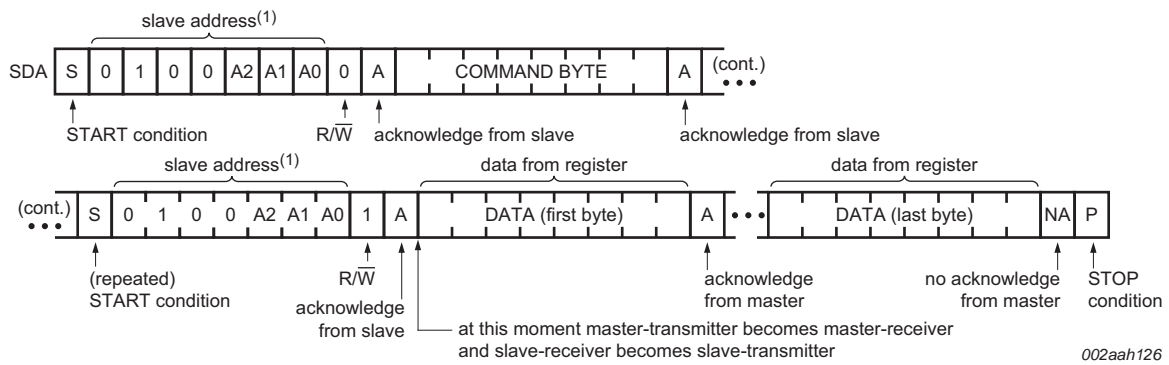 slave address(1)
SDA S 0 1 0 0 A2 A1 A0 0 A COMMAND BYTE A (cont.)
START condition R/W̅ acknowledge from slave acknowledge from slave
slave address(1) data from register data from register
(cont.) S 0 1 0 0 A2 A1 A0 1 A DATA (first byte) A DATA (last byte) NA P
(repeated)
START condition
R/W̅
acknowledge
from slave
acknowledge
from master
no acknowledge
from master
STOP
condition
at this moment master-transmitter becomes master-receiver
and slave-receiver becomes slave-transmitter
002aah126